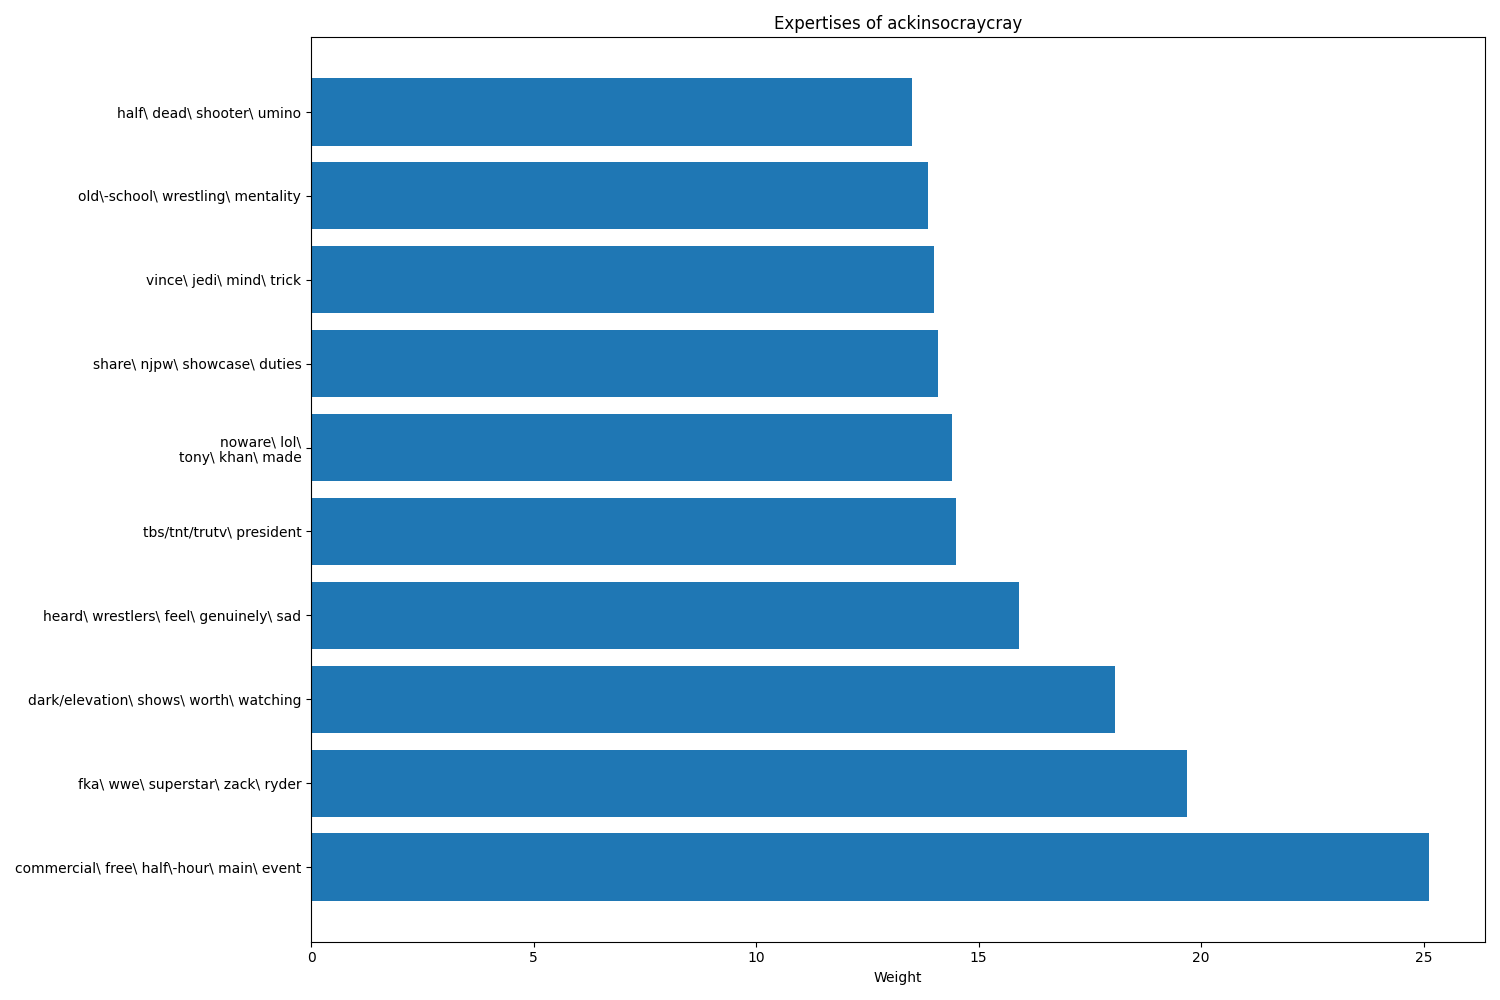 Expertises of ackinsocraycray
half\ dead\ shooter\ umino
old\-school\ wrestling\ mentality
vince\ jedi\ mind\ trick
share\ njpw\ showcase\ duties
noware\ lol\
tony\ khan\ made
tbs/tnt/trutv\ president
heard\ wrestlers\ feel\ genuinely\ sad
dark/elevation\ shows\ worth\ watching
fka\ wwe\ superstar\ zack\ ryder
commercial\ free\ half\-hour\ main\ event
0 5 10 15 20 25
Weight